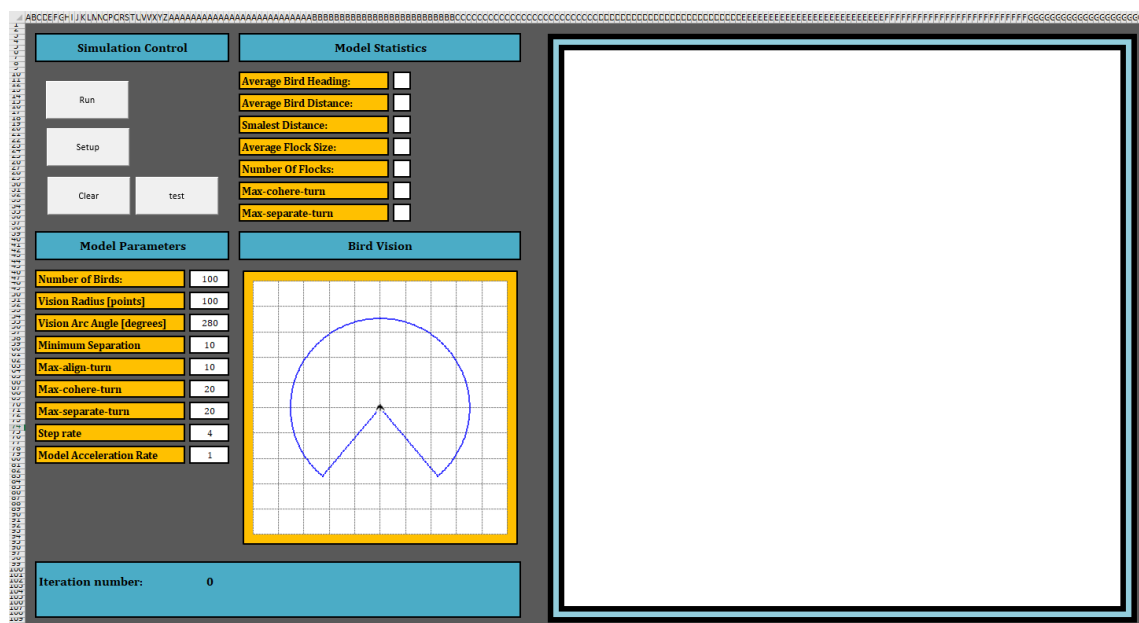 Simulation Control
Model Statistics
Run
Setup
Clear
test
Average Bird Heading:
Average Bird Distance:
Smalest Distance:
Average Flock Size:
Number Of Flocks:
Max-cohere-turn
Max-separate-turn
Model Parameters
Bird Vision
Number of Birds: 100
Vision Radius [points] 100
Vision Arc Angle [degrees] 280
Minimum Separation 10
Max-align-turn 10
Max-cohere-turn 20
Max-separate-turn 20
Step rate 4
Model Acceleration Rate 1
Iteration number: 0